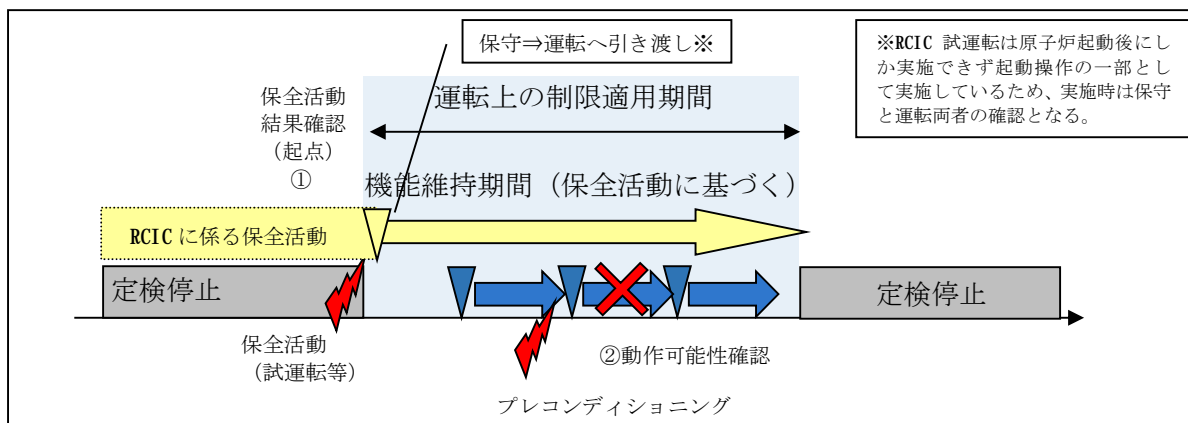 保守⇒運転へ引き渡し※
※RCIC 試運転は原子炉起動後にし
か実施できず起動操作の一部とし
て実施しているため、実施時は保守
と運転両者の確認となる。
保全活動
結果確認
（起点）
①
運転上の制限適用期間
機能維持期間（保全活動に基づく）
RCIC に係る保全活動
定検停止
定検停止
保全活動
（試運転等）
②動作可能性確認
プレコンディショニング